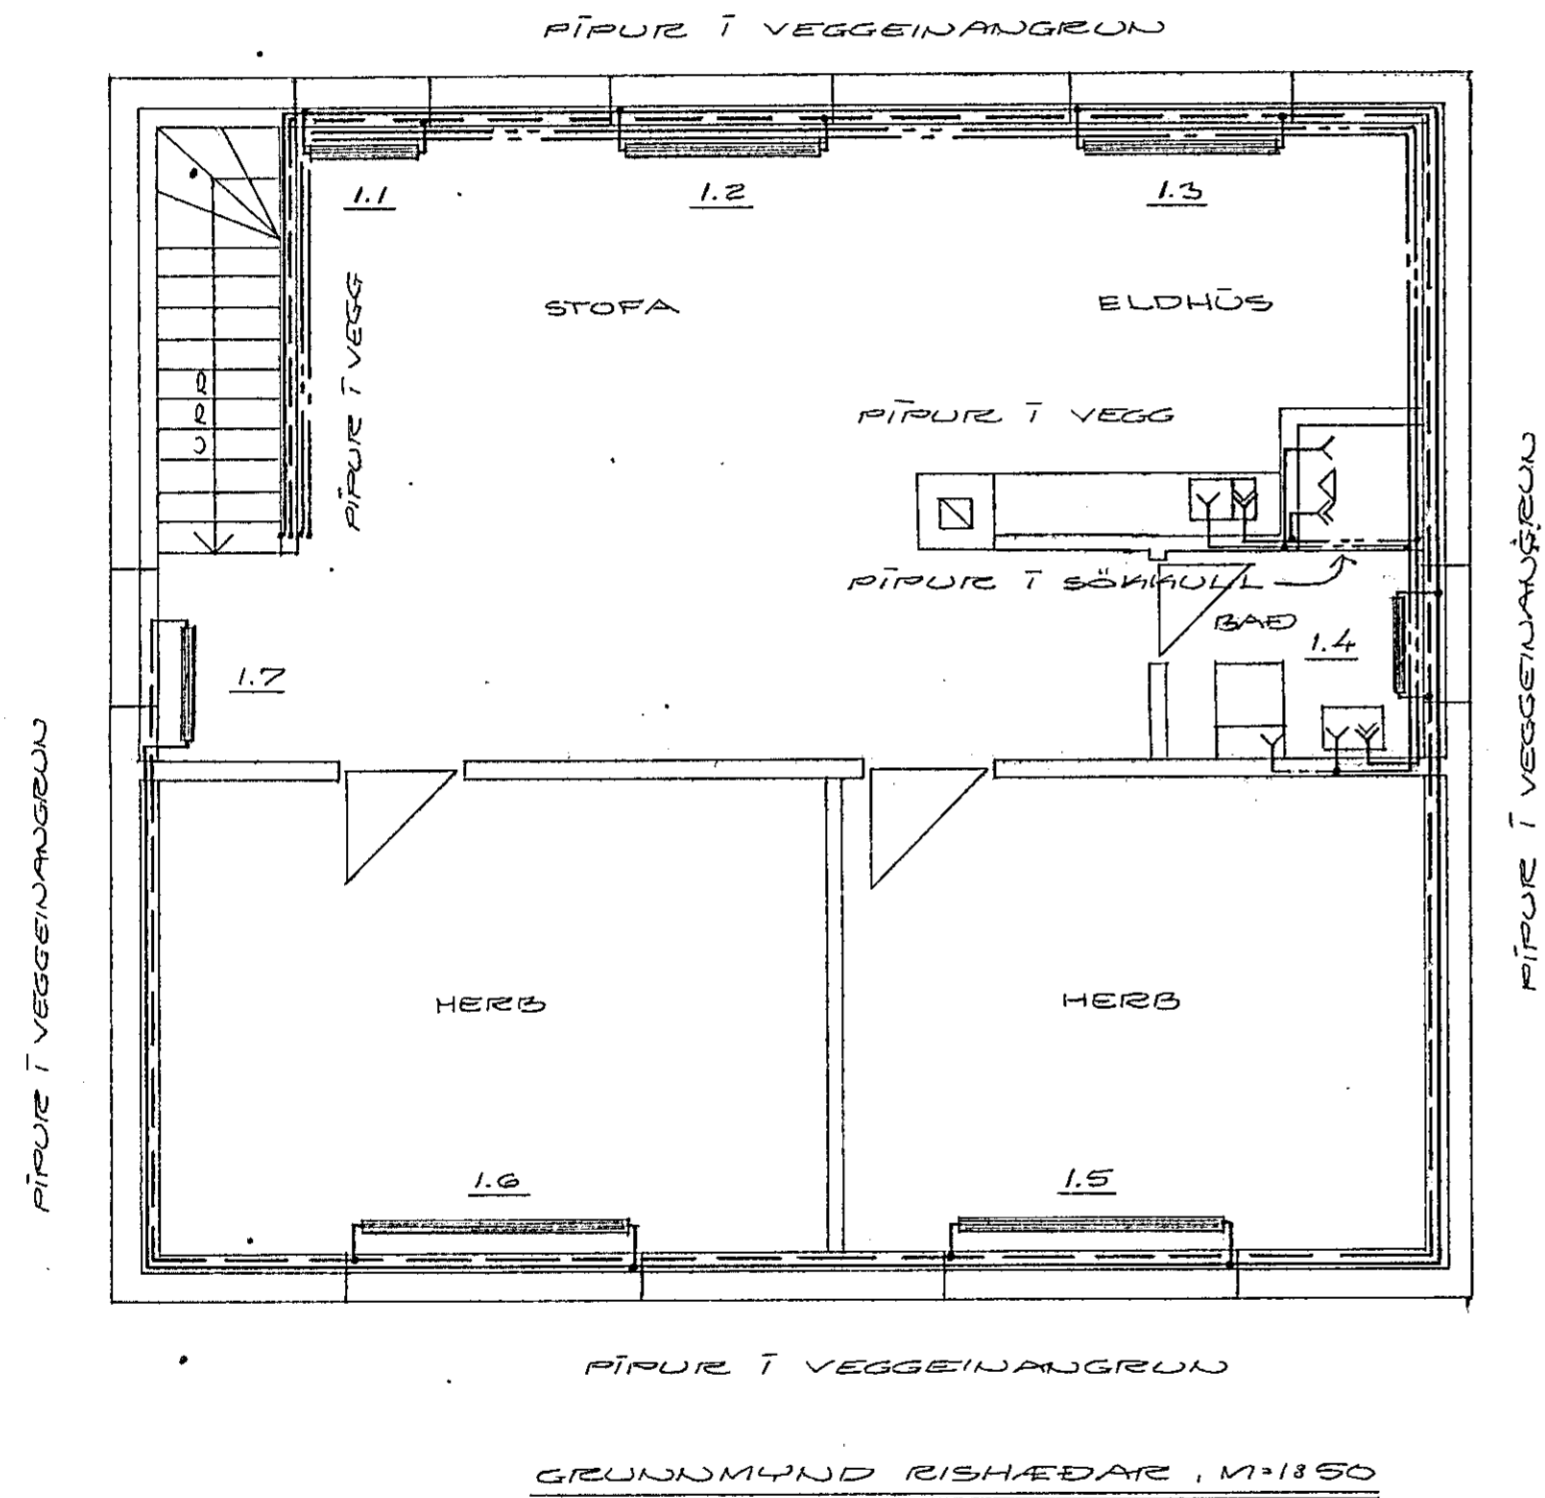 PÍPUR Í VEGGEINANGRUN
1.1
1.2
1.3
STOFA
ELDHÚS
PÍPUR Í VEGG
PÍPUR Í VEGG
PÍPUR Í SÖKKULL
BAÐ
1.4
1.7
PÍPUR Í VEGGEINANGRUN
PÍPUR Í VEGGEINANGRUN
HERB
HERB
1.6
1.5
PÍPUR Í VEGGEINANGRUN
GRUNNMYND RISHÆÐAR, M=1:50